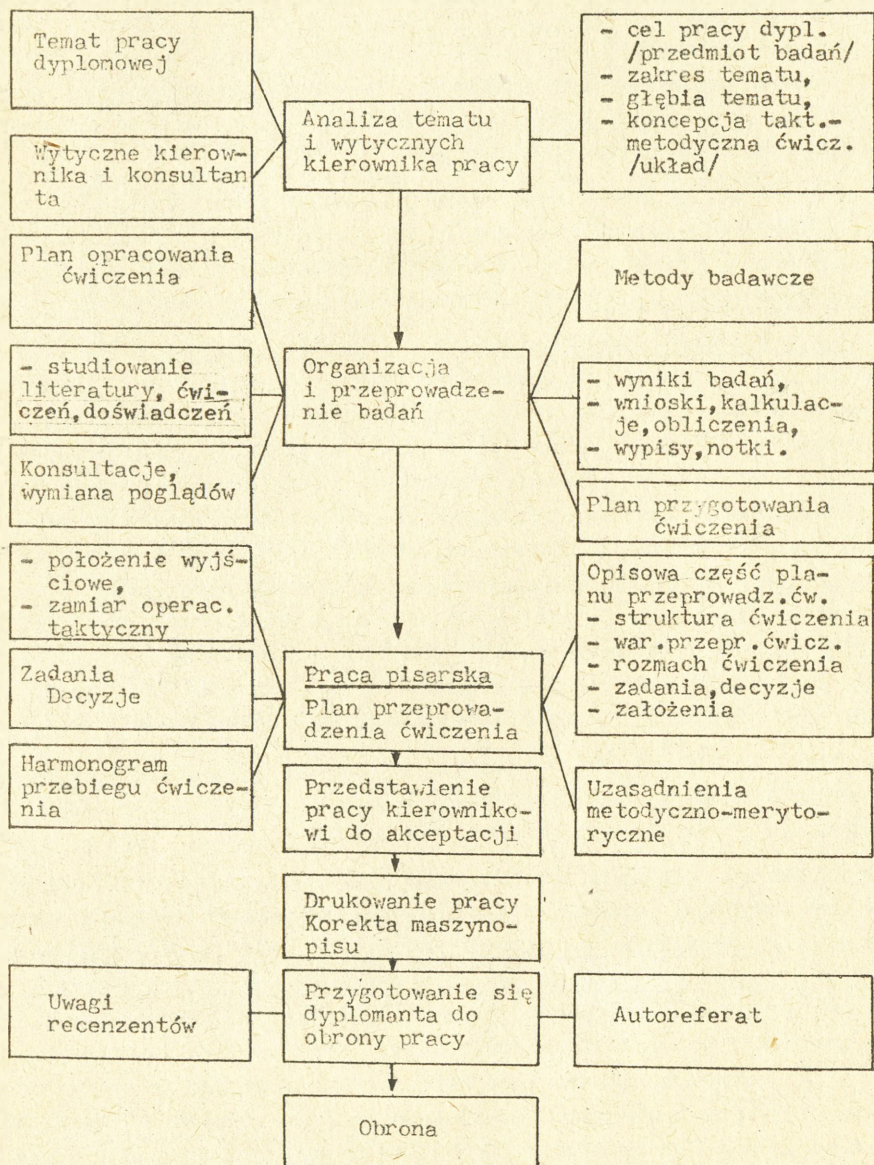 Temat pracy
dyplomowej
Wytyczne kierow-
nika i konsultan
ta
Analiza tematu
i wytycznych
kierownika pracy
- cel pracy dypl.
/przedmiot badań/
- zakres tematu,
- głębia tematu,
- koncepcja takt.-
metodyczna ćwicz.
/układ/
Plan opracowania
ćwiczenia
- studiowanie
literatury, ćwi-
czeń,doświadczeń
Konsultacje,
wymiana poglądów
Organizacja
i przeprowadze-
nie badań
Metody badawcze
- wyniki badań,
- wnioski,kalkulac-
je,obliczenia,
- wypisy,notki.
Plan przygotowania
ćwiczenia
- położenie wyjś-
ciowe,
- zamiar operac.
taktyczny
Zadania
Decyzje
Harmonogram
przebiegu ćwicze-
nia
Praca pisarska
Plan przeprowa-
dzenia ćwiczenia
Opisowa część pla-
nu przeprowadz.ćw.
- struktura ćwiczenia
- war.przepr.ćwicz.
- rozmach ćwiczenia
- zadania,decyzje
- założenia
Uzasadnienia
metodyczno-meryto-
ryczne
Przedstawienie
pracy kierowniko-
wi do akceptacji
Drukowanie pracy
Korekta maszyno-
pisu
Uwagi
recenzentów
Przygotowanie się
dyplomanta do
obrony pracy
Autoreferat
Obrona